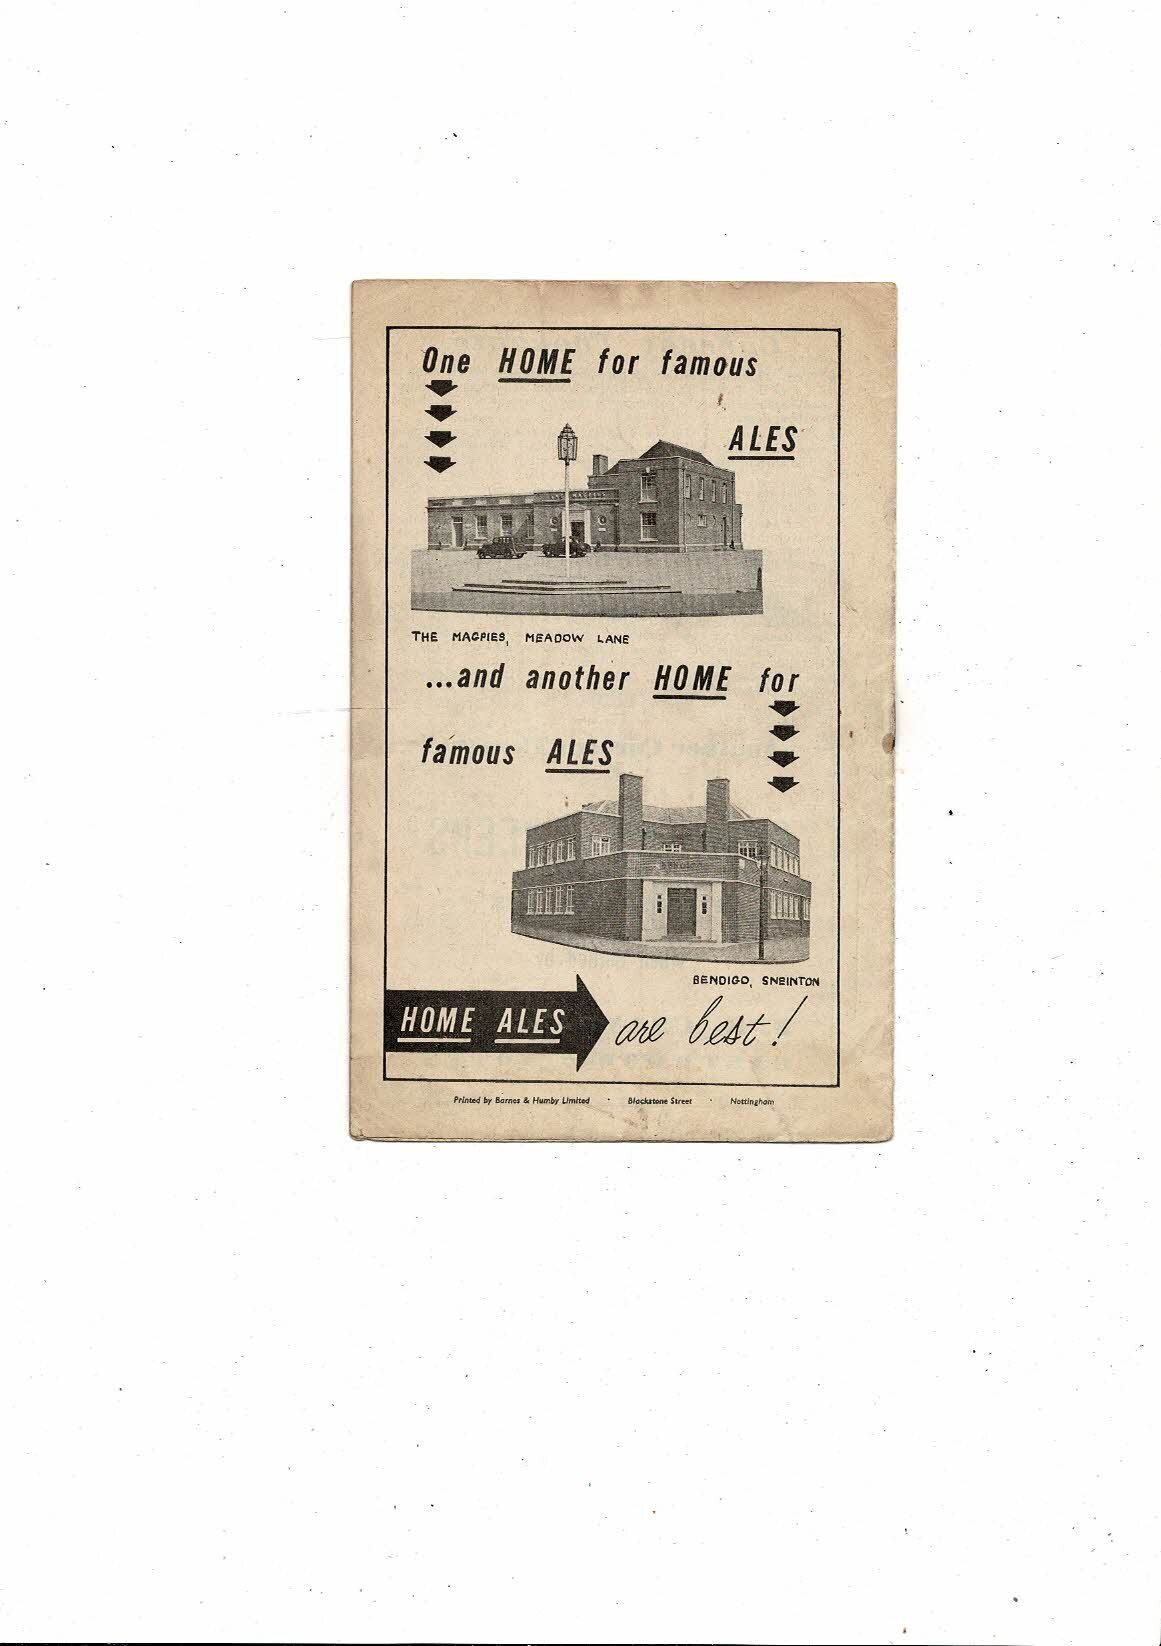 One HOME for famous
ALES
THE MAGPIES, MEADOW LANE
...and another HOME for
famous ALES
BENDIGO
BENDIGO, SNEINTON
HOME ALES are best!
Printed by Barnes & Humby Limited · Blackstone Street · Nottingham